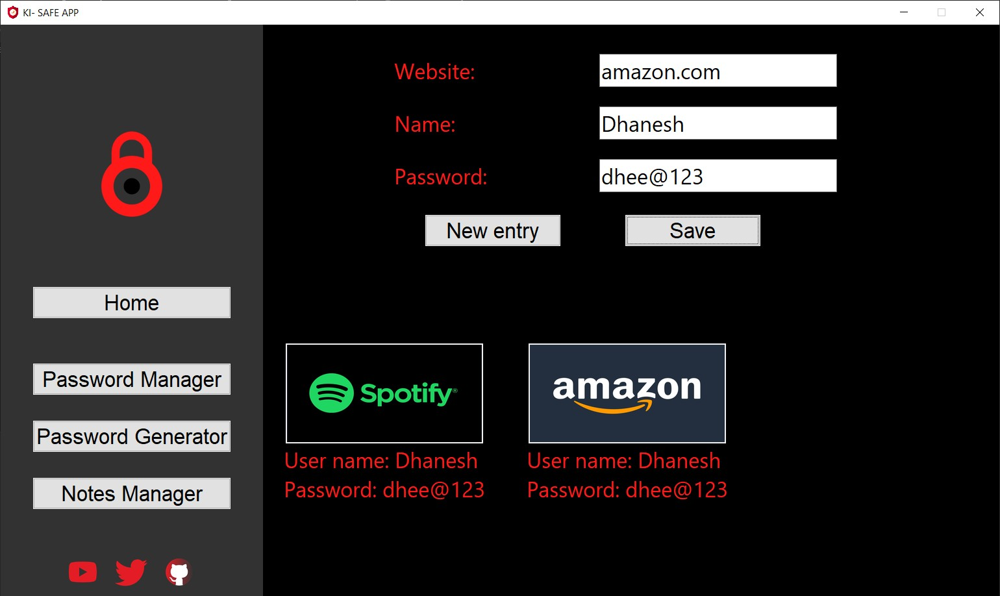 KI- SAFE APP
Website:
amazon.com
Name:
Dhanesh
Password:
dhee@123
New entry
Save
Home
Password Manager
Password Generator
Notes Manager
Spotify®
amazon
User name: Dhanesh
Password: dhee@123
User name: Dhanesh
Password: dhee@123